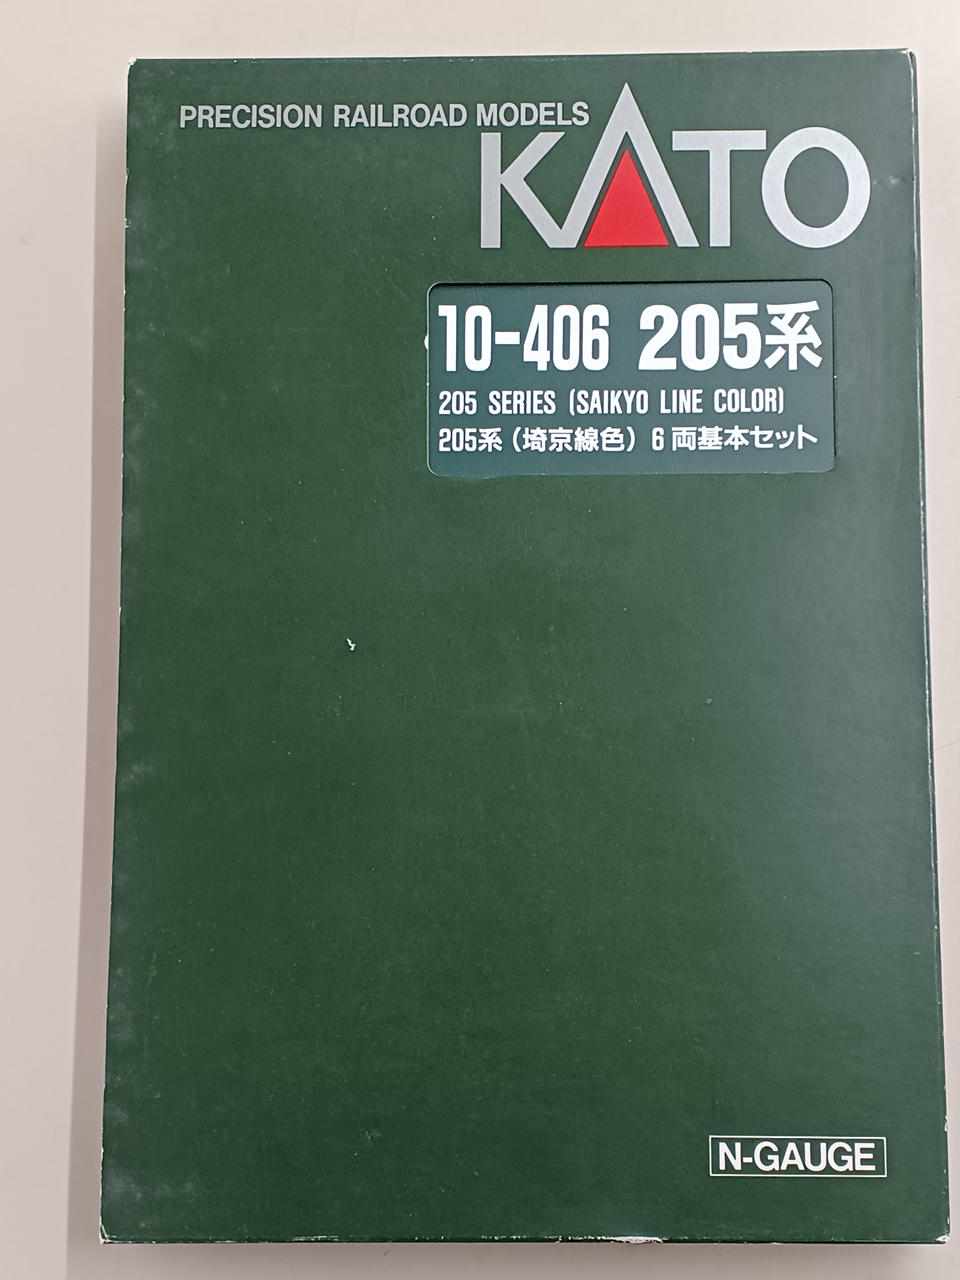 PRECISION RAILROAD MODELS
KATO
10-406 205系
205 SERIES (SAIKYO LINE COLOR)
205系(埼京線色)6両基本セット
N-GAUGE